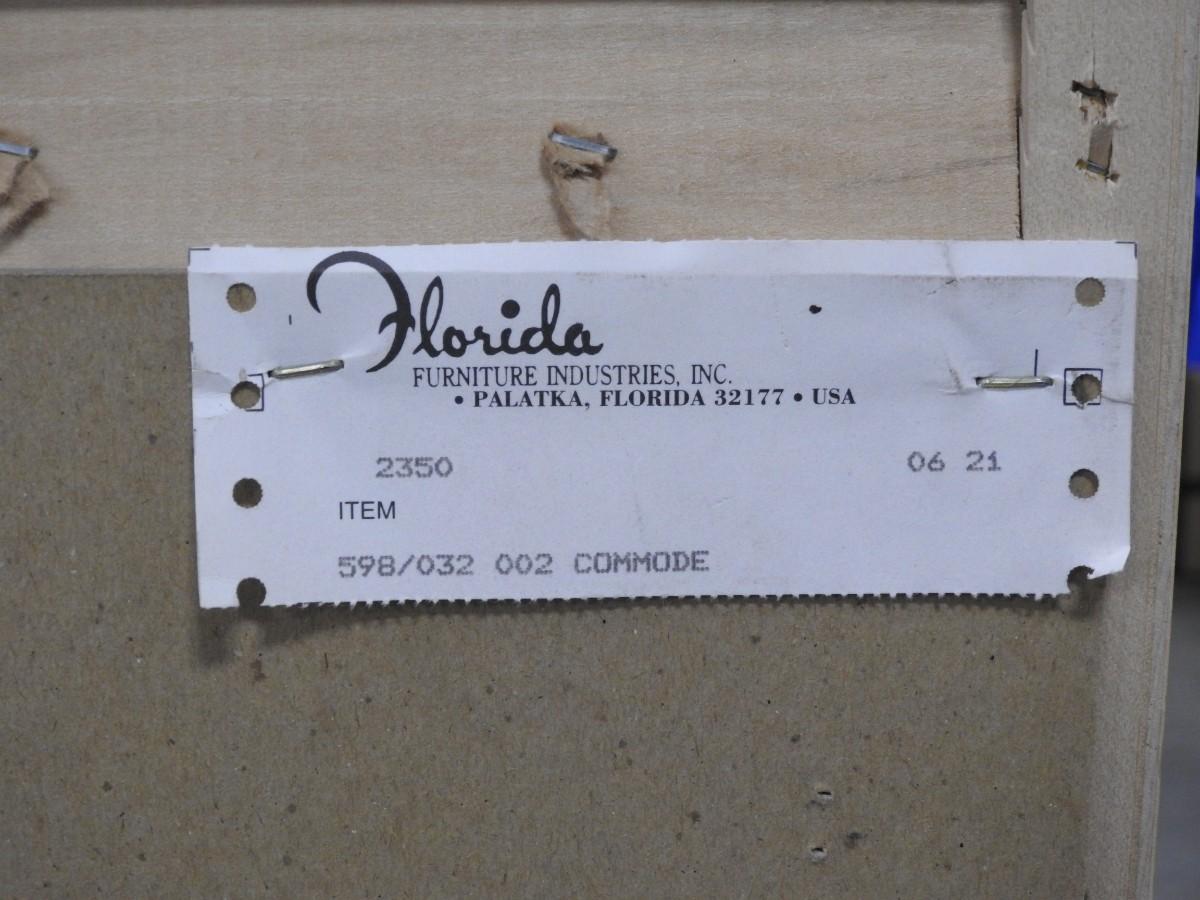 Florida
FURNITURE INDUSTRIES, INC.
• PALATKA, FLORIDA 32177 • USA
2350 06 21
ITEM
598/032 002 COMMODE